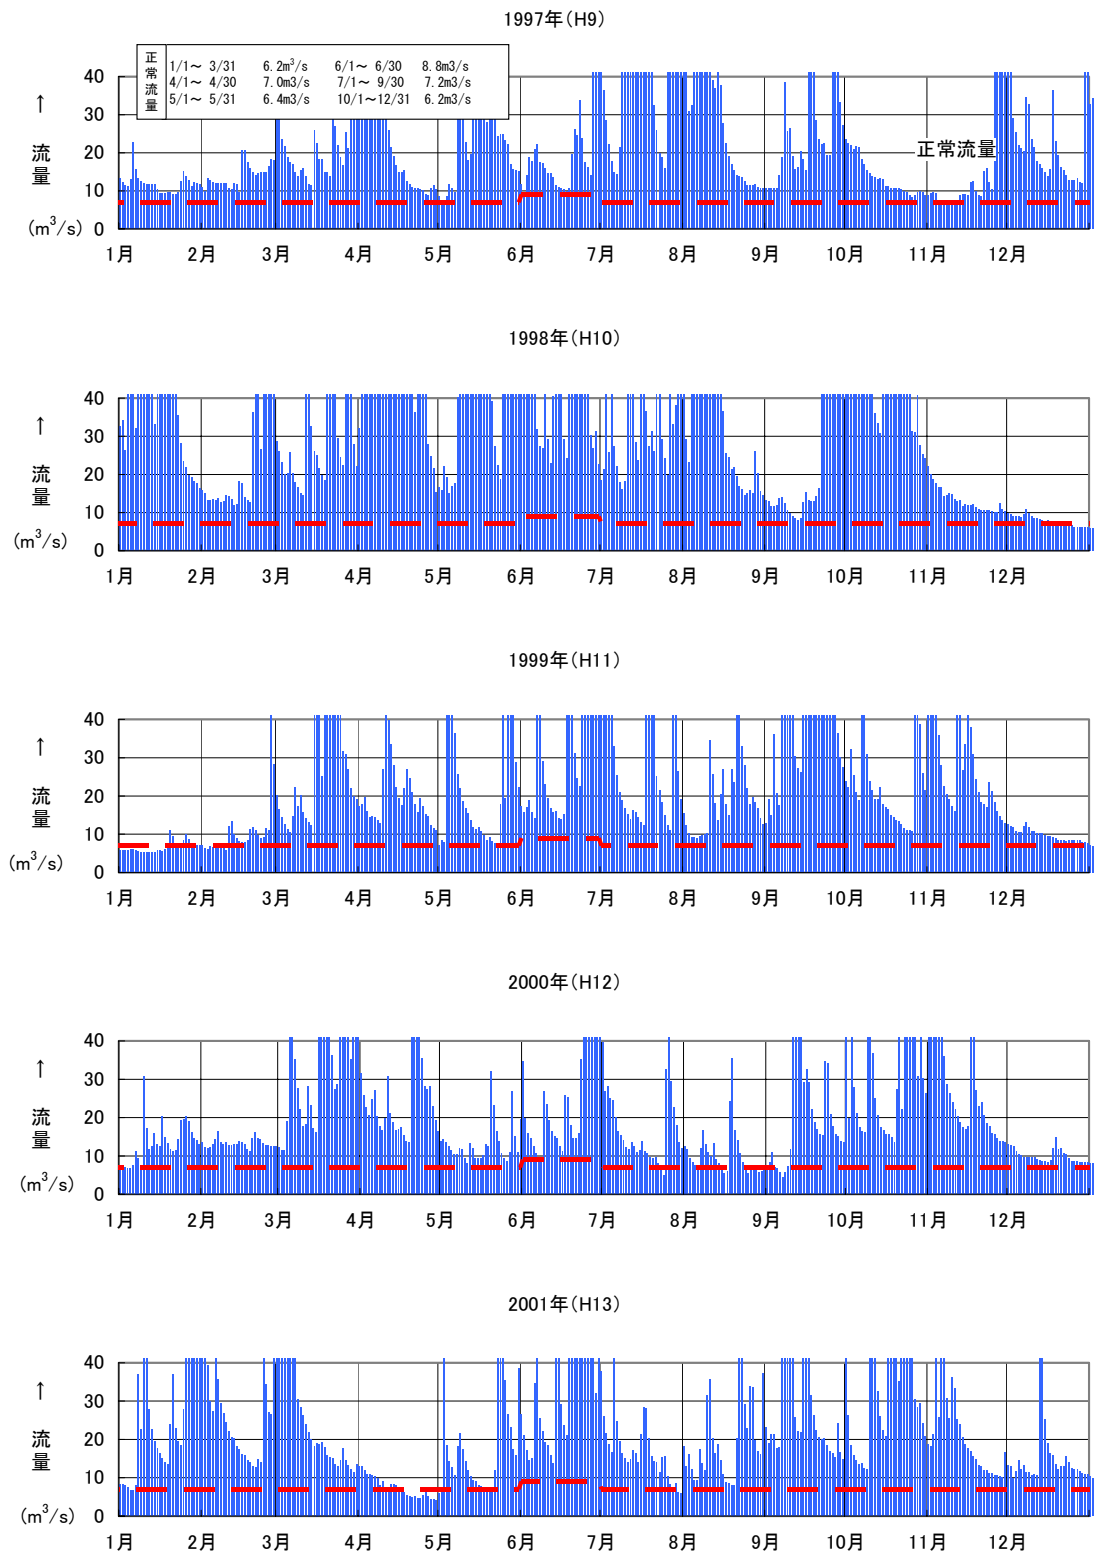 1997年(H9)
正常流量
1/1～ 3/31 6.2m³/s 6/1～ 6/30 8.8m3/s
4/1～ 4/30 7.0m3/s 7/1～ 9/30 7.2m3/s
5/1～ 5/31 6.4m3/s 10/1～12/31 6.2m3/s
↑
流
量
(m³/s)
40
30
20
10
0
正常流量
1月 2月 3月 4月 5月 6月 7月 8月 9月 10月 11月 12月
1998年(H10)
↑
流
量
(m³/s)
40
30
20
10
0
1月 2月 3月 4月 5月 6月 7月 8月 9月 10月 11月 12月
1999年(H11)
↑
流
量
(m³/s)
40
30
20
10
0
1月 2月 3月 4月 5月 6月 7月 8月 9月 10月 11月 12月
2000年(H12)
↑
流
量
(m³/s)
40
30
20
10
0
1月 2月 3月 4月 5月 6月 7月 8月 9月 10月 11月 12月
2001年(H13)
↑
流
量
(m³/s)
40
30
20
10
0
1月 2月 3月 4月 5月 6月 7月 8月 9月 10月 11月 12月